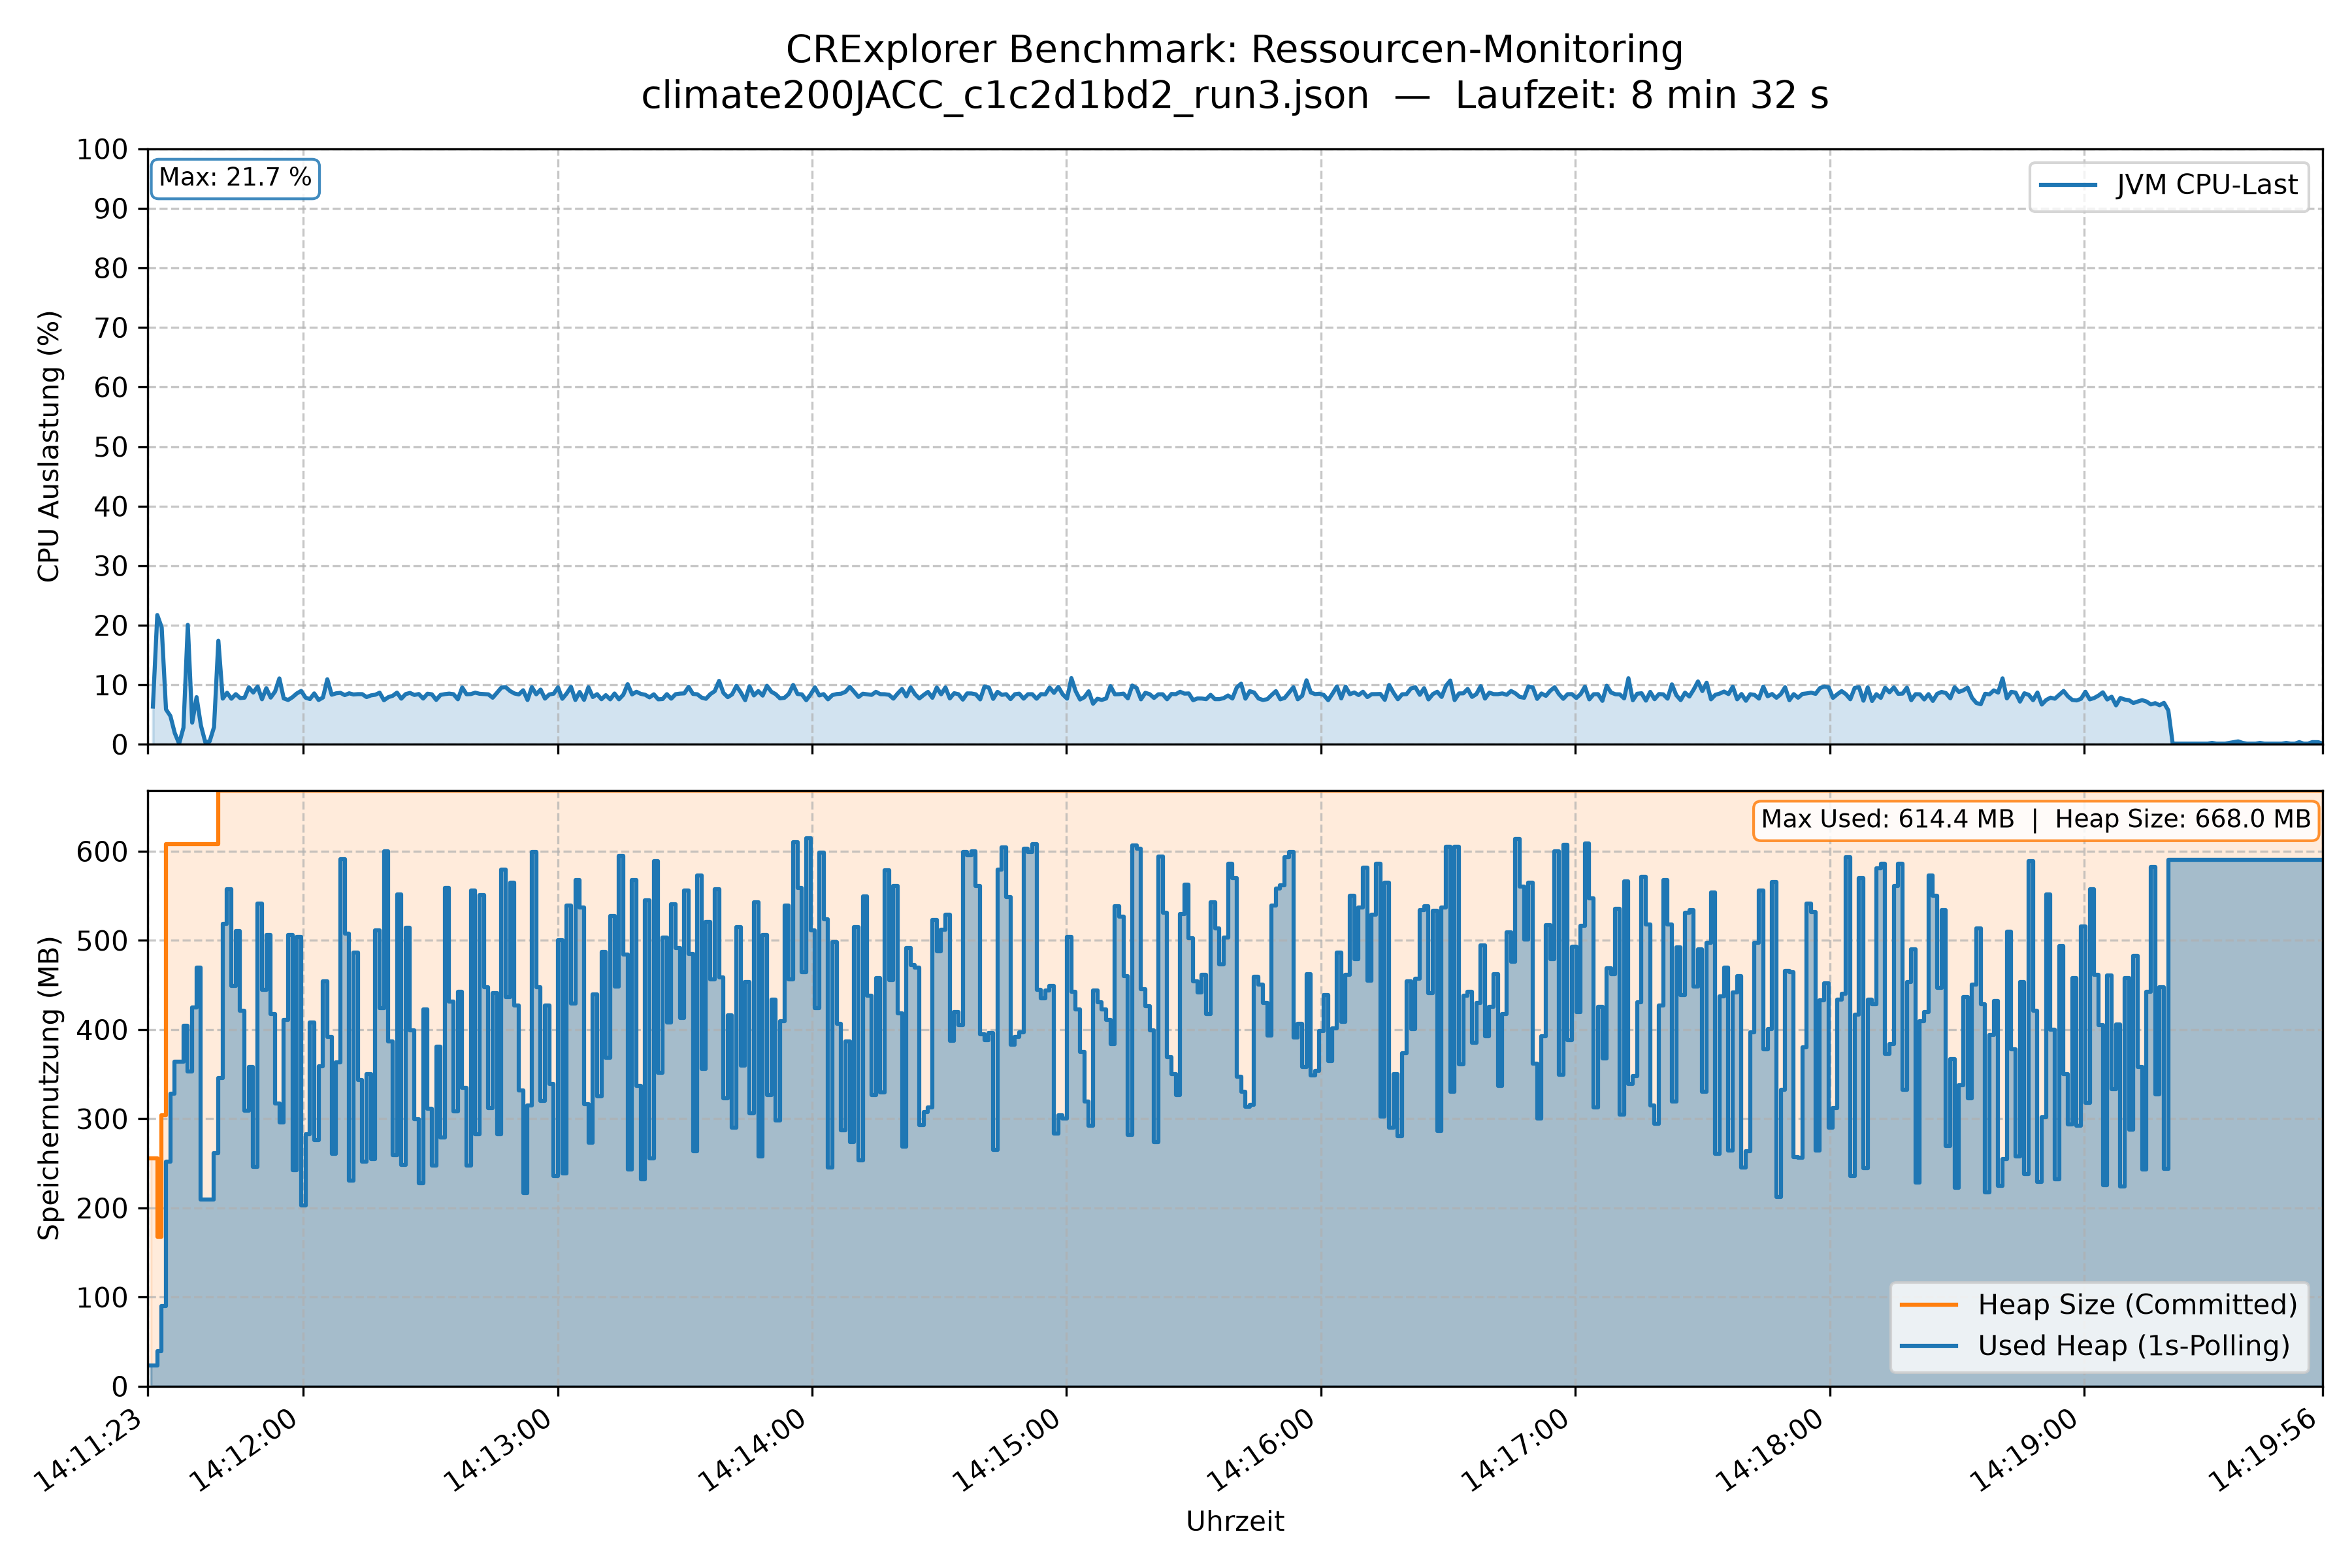 CRExplorer Benchmark: Ressourcen-Monitoring
climate200JACC_c1c2d1bd2_run3.json — Laufzeit: 8 min 32 s
Max: 21.7 %
JVM CPU-Last
CPU Auslastung (%)
100
90
80
70
60
50
40
30
20
10
0
Max Used: 614.4 MB | Heap Size: 668.0 MB
Speichernutzung (MB)
600
500
400
300
200
100
0
Heap Size (Committed)
Used Heap (1s-Polling)
14:11:23
14:12:00
14:13:00
14:14:00
14:15:00
14:16:00
14:17:00
14:18:00
14:19:00
14:19:56
Uhrzeit